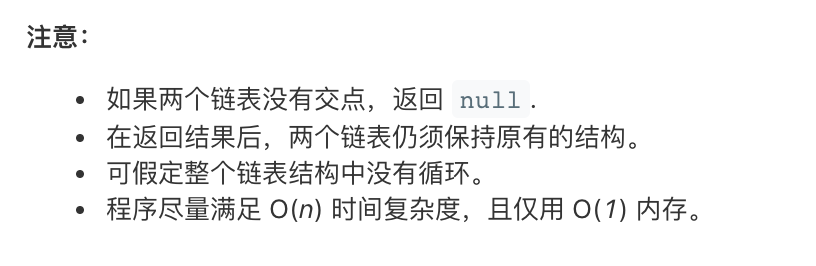 注意：
• 如果两个链表没有交点，返回 null.
• 在返回结果后，两个链表仍须保持原有的结构。
• 可假定整个链表结构中没有循环。
• 程序尽量满足 O(n) 时间复杂度，且仅用 O(1) 内存。